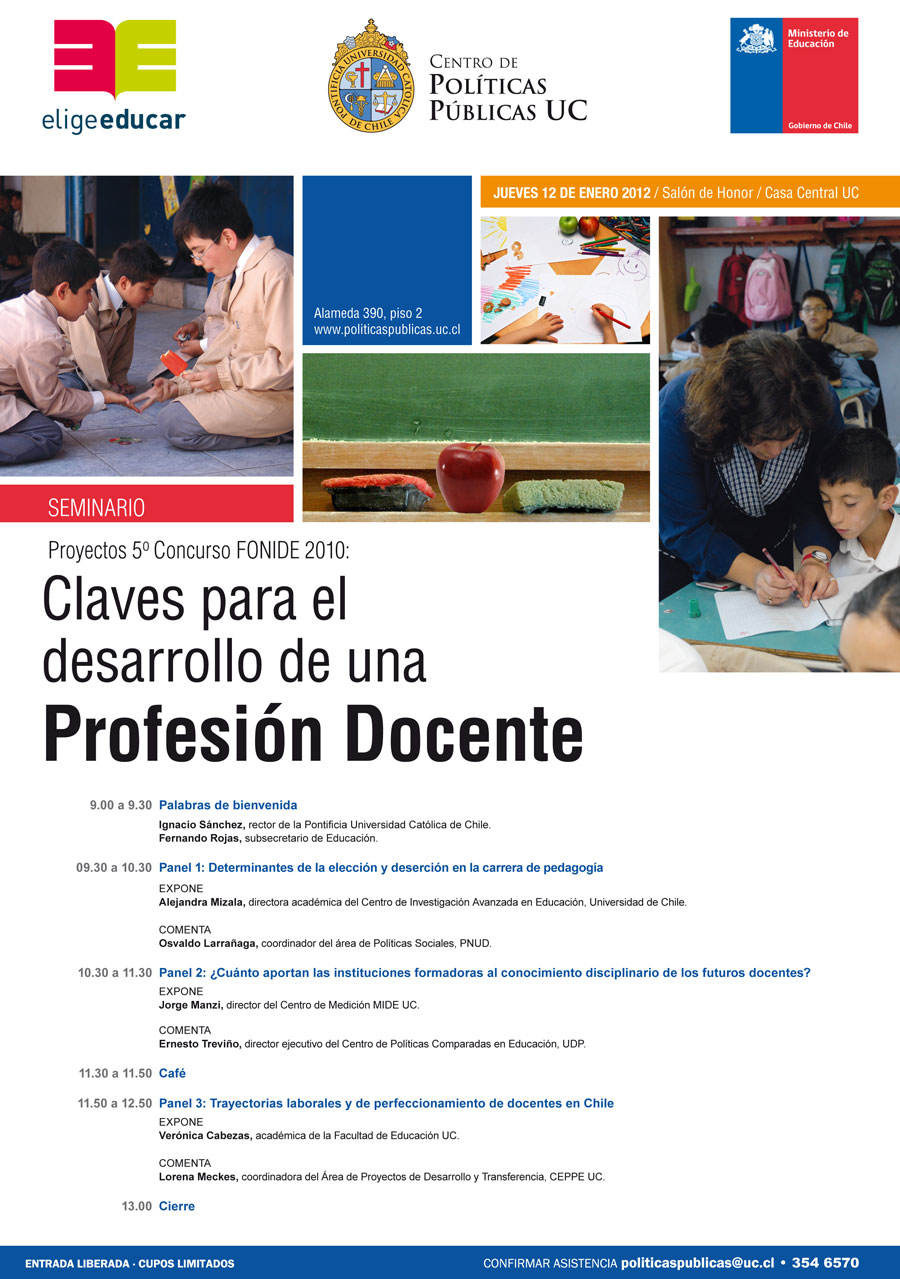 eligeeducar
PONTIFICIA UNIVERSIDAD CATOLICA DE CHILE
CENTRO DE
POLÍTICAS
PÚBLICAS UC
Ministerio de
Educación
Gobierno de Chile
JUEVES 12 DE ENERO 2012 / Salón de Honor / Casa Central UC
Alameda 390, piso 2
www.politicaspublicas.uc.cl
SEMINARIO
Proyectos 5º Concurso FONIDE 2010:
Claves para el
desarrollo de una
Profesión Docente
9.00 a 9.30 Palabras de bienvenida
Ignacio Sánchez, rector de la Pontificia Universidad Católica de Chile.
Fernando Rojas, subsecretario de Educación.
09.30 a 10.30 Panel 1: Determinantes de la elección y deserción en la carrera de pedagogía
EXPONE
Alejandra Mizala, directora académica del Centro de Investigación Avanzada en Educación, Universidad de Chile.
COMENTA
Osvaldo Larrañaga, coordinador del área de Políticas Sociales, PNUD.
10.30 a 11.30 Panel 2: ¿Cuánto aportan las instituciones formadoras al conocimiento disciplinario de los futuros docentes?
EXPONE
Jorge Manzi, director del Centro de Medición MIDE UC.
COMENTA
Ernesto Treviño, director ejecutivo del Centro de Políticas Comparadas en Educación, UDP.
11.30 a 11.50 Café
11.50 a 12.50 Panel 3: Trayectorias laborales y de perfeccionamiento de docentes en Chile
EXPONE
Verónica Cabezas, académica de la Facultad de Educación UC.
COMENTA
Lorena Meckes, coordinadora del Área de Proyectos de Desarrollo y Transferencia, CEPPE UC.
13.00 Cierre
ENTRADA LIBERADA · CUPOS LIMITADOS
CONFIRMAR ASISTENCIA politicaspublicas@uc.cl • 354 6570